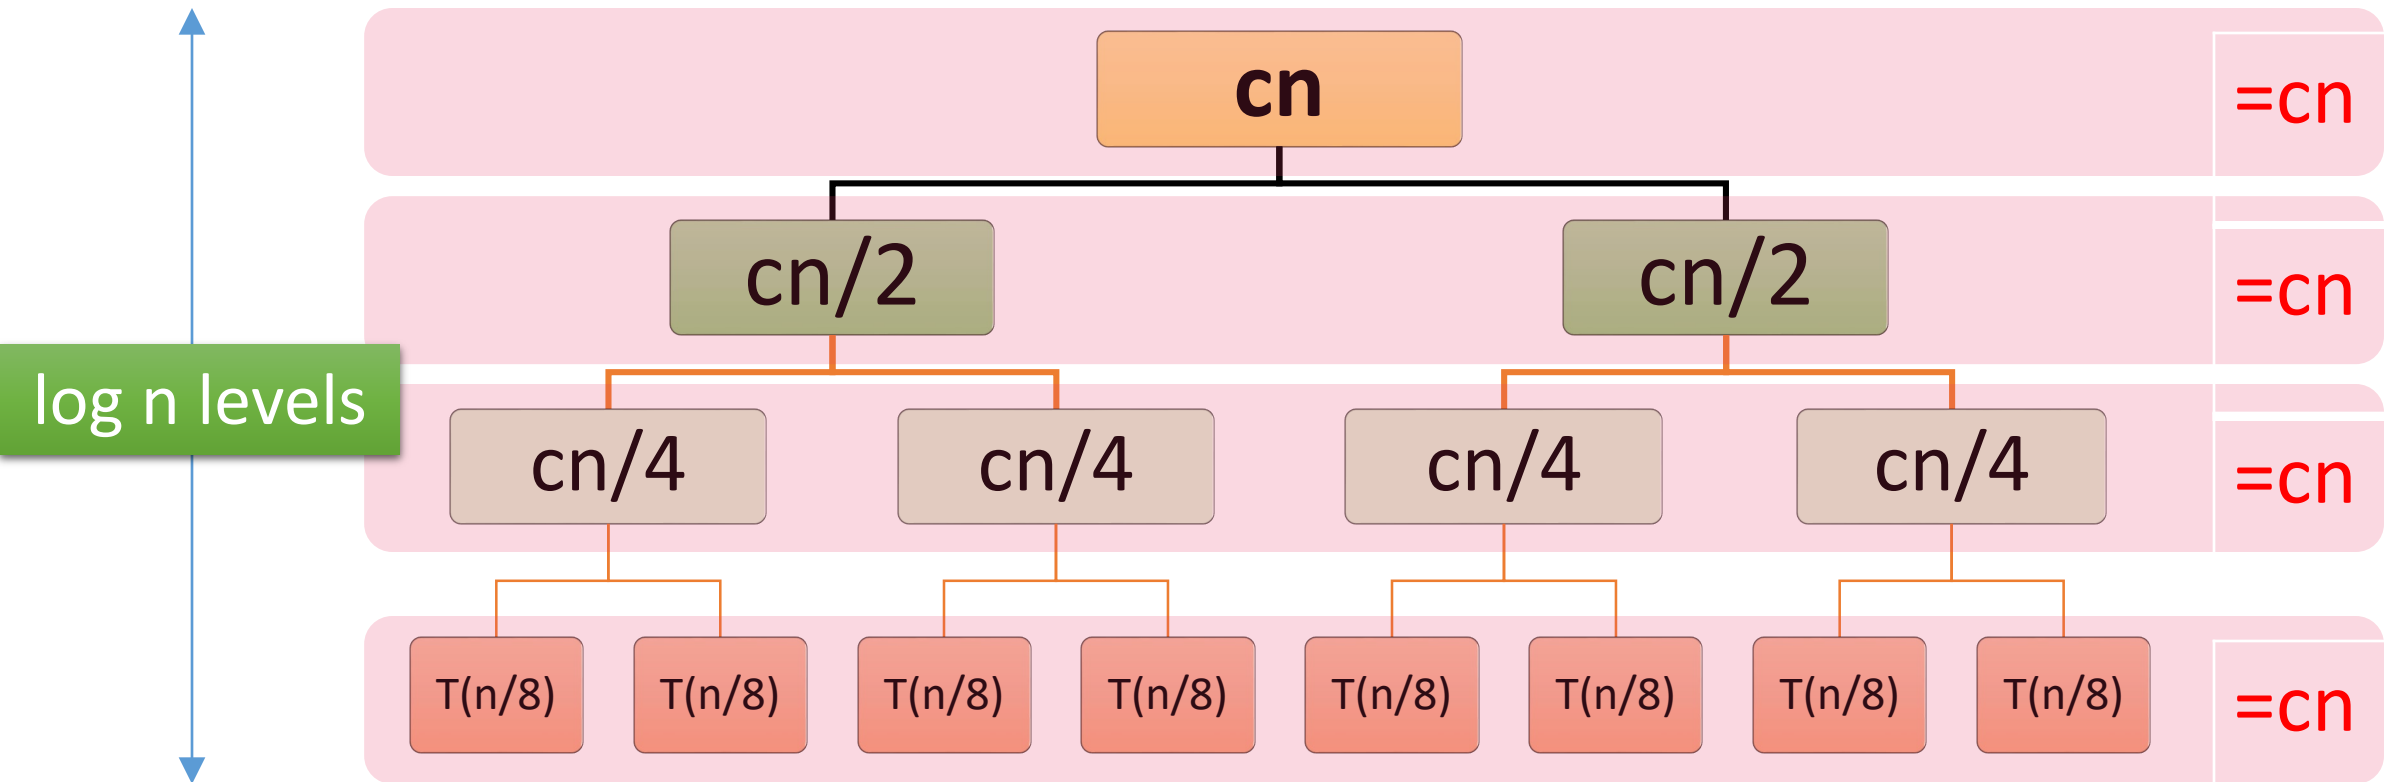 cn
=cn
cn/2 cn/2
=cn
log n levels
cn/4 cn/4 cn/4 cn/4
=cn
T(n/8) T(n/8) T(n/8) T(n/8) T(n/8) T(n/8) T(n/8) T(n/8)
=cn